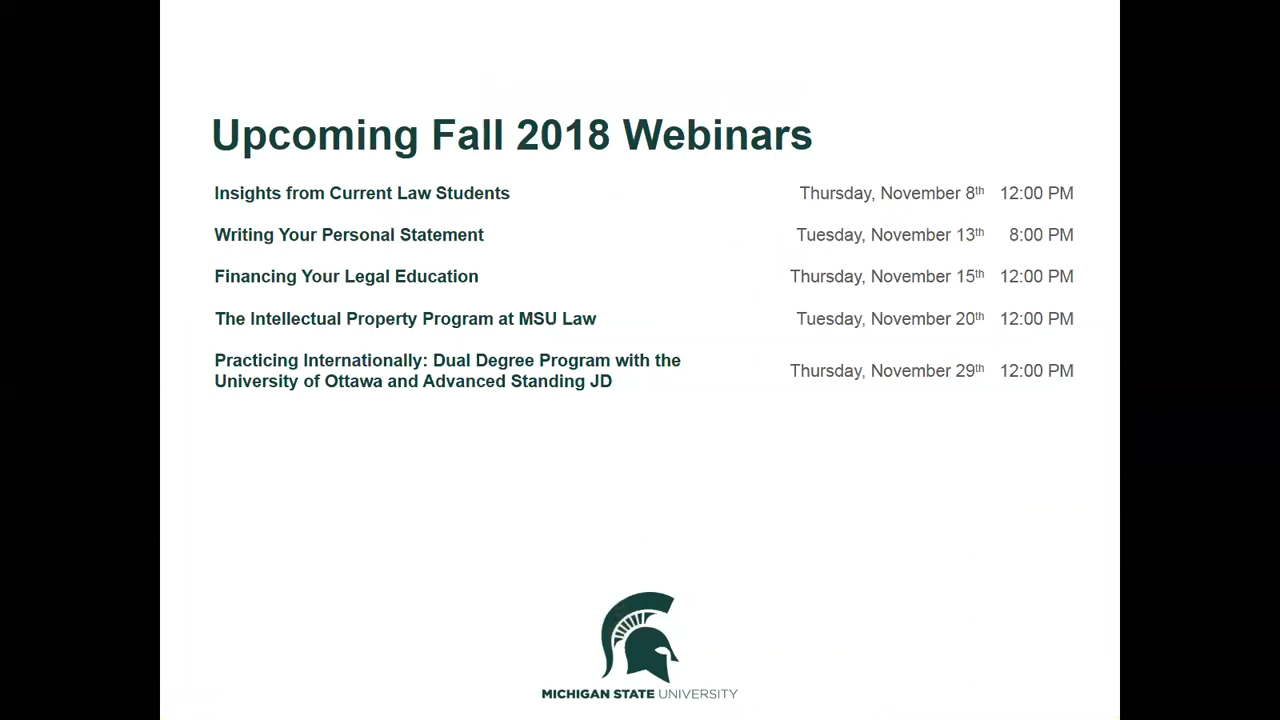 Upcoming Fall 2018 Webinars
Insights from Current Law Students Thursday, November 8th 12:00 PM
Writing Your Personal Statement Tuesday, November 13th 8:00 PM
Financing Your Legal Education Thursday, November 15th 12:00 PM
The Intellectual Property Program at MSU Law Tuesday, November 20th 12:00 PM
Practicing Internationally: Dual Degree Program with the
University of Ottawa and Advanced Standing JD Thursday, November 29th 12:00 PM
MICHIGAN STATE UNIVERSITY